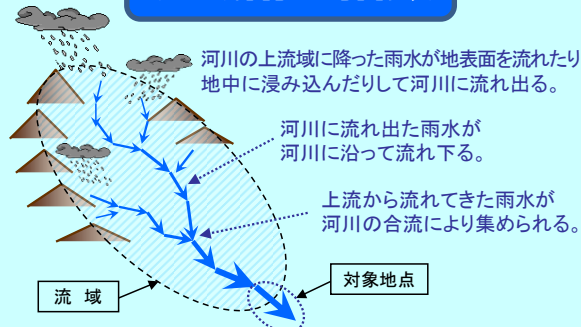 河川の上流域に降った雨水が地表面を流れたり
地中に浸み込んだりして河川に流れ出る。
河川に流れ出た雨水が
河川に沿って流れ下る。
上流から流れてきた雨水が
河川の合流により集められる。
対象地点
流 域